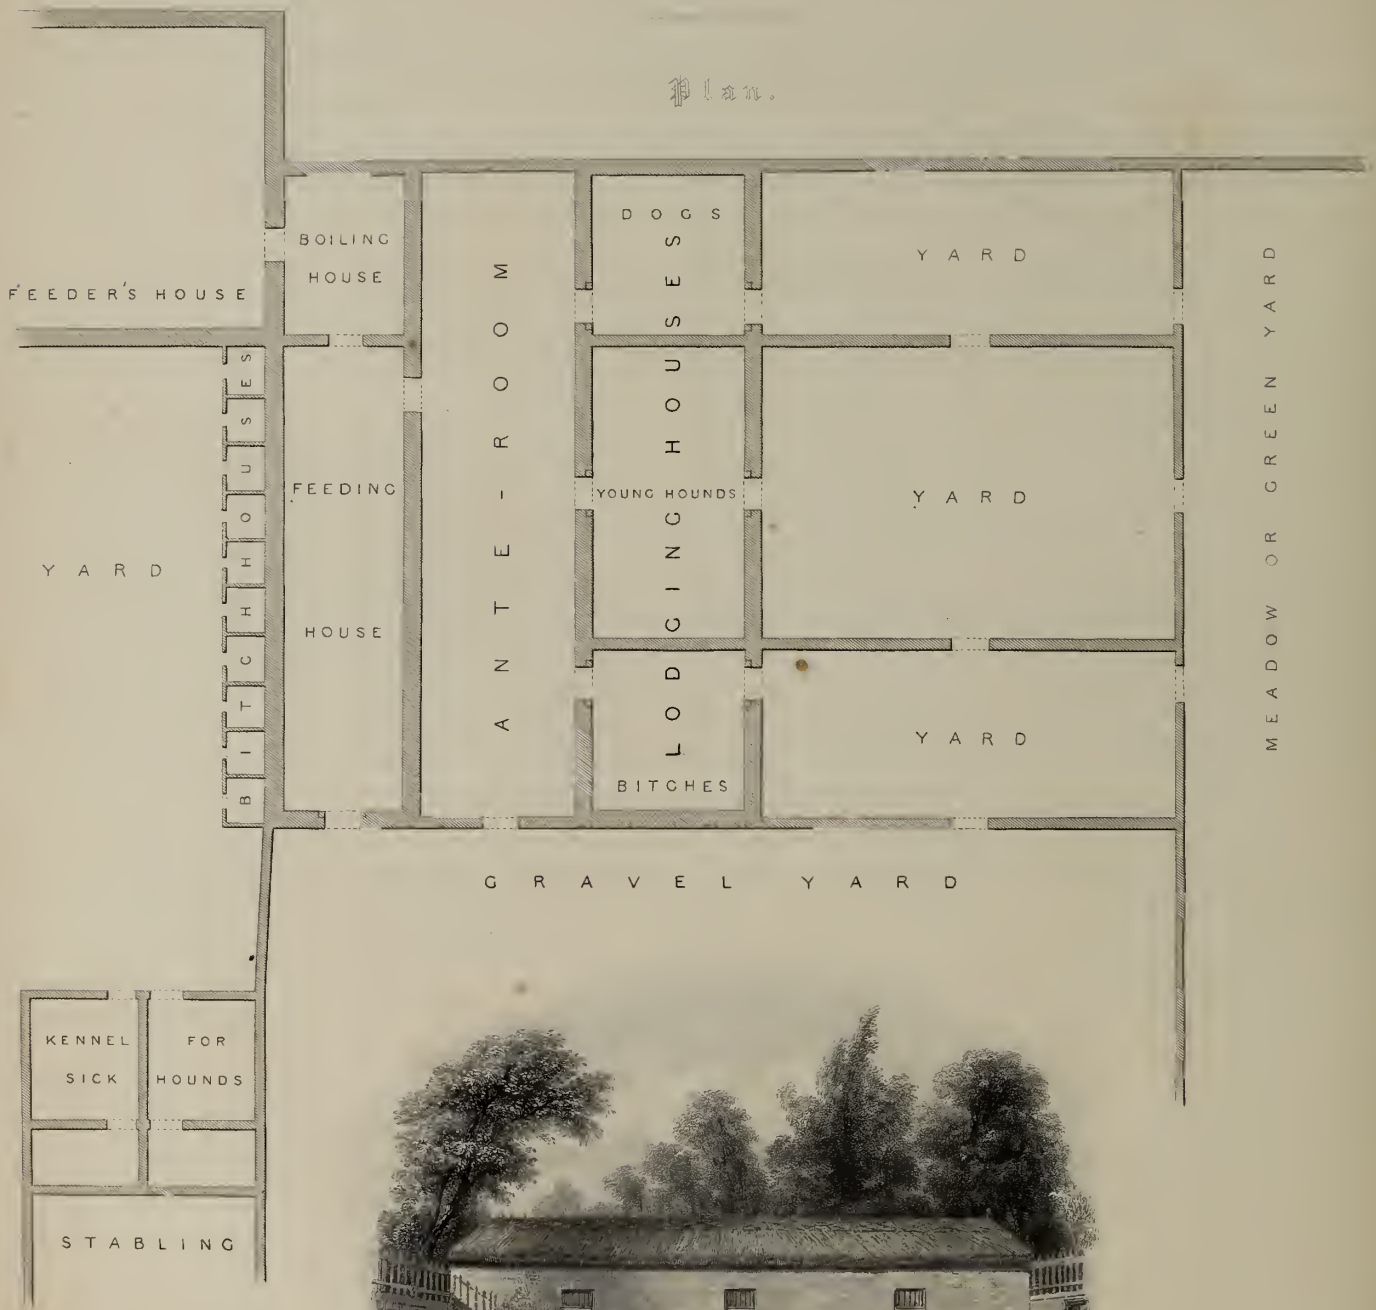 Plan.
DOGS
BOILING
HOUSE
YARD
FEEDER'S HOUSE
ANTE-ROOM
LODGING HOUSES
MEADOW OR GREEN YARD
BITCH HOUSES
FEEDING
YOUNG HOUNDS
YARD
YARD
HOUSE
YARD
BITCHES
GRAVEL YARD
KENNEL FOR
SICK HOUNDS
STABLING